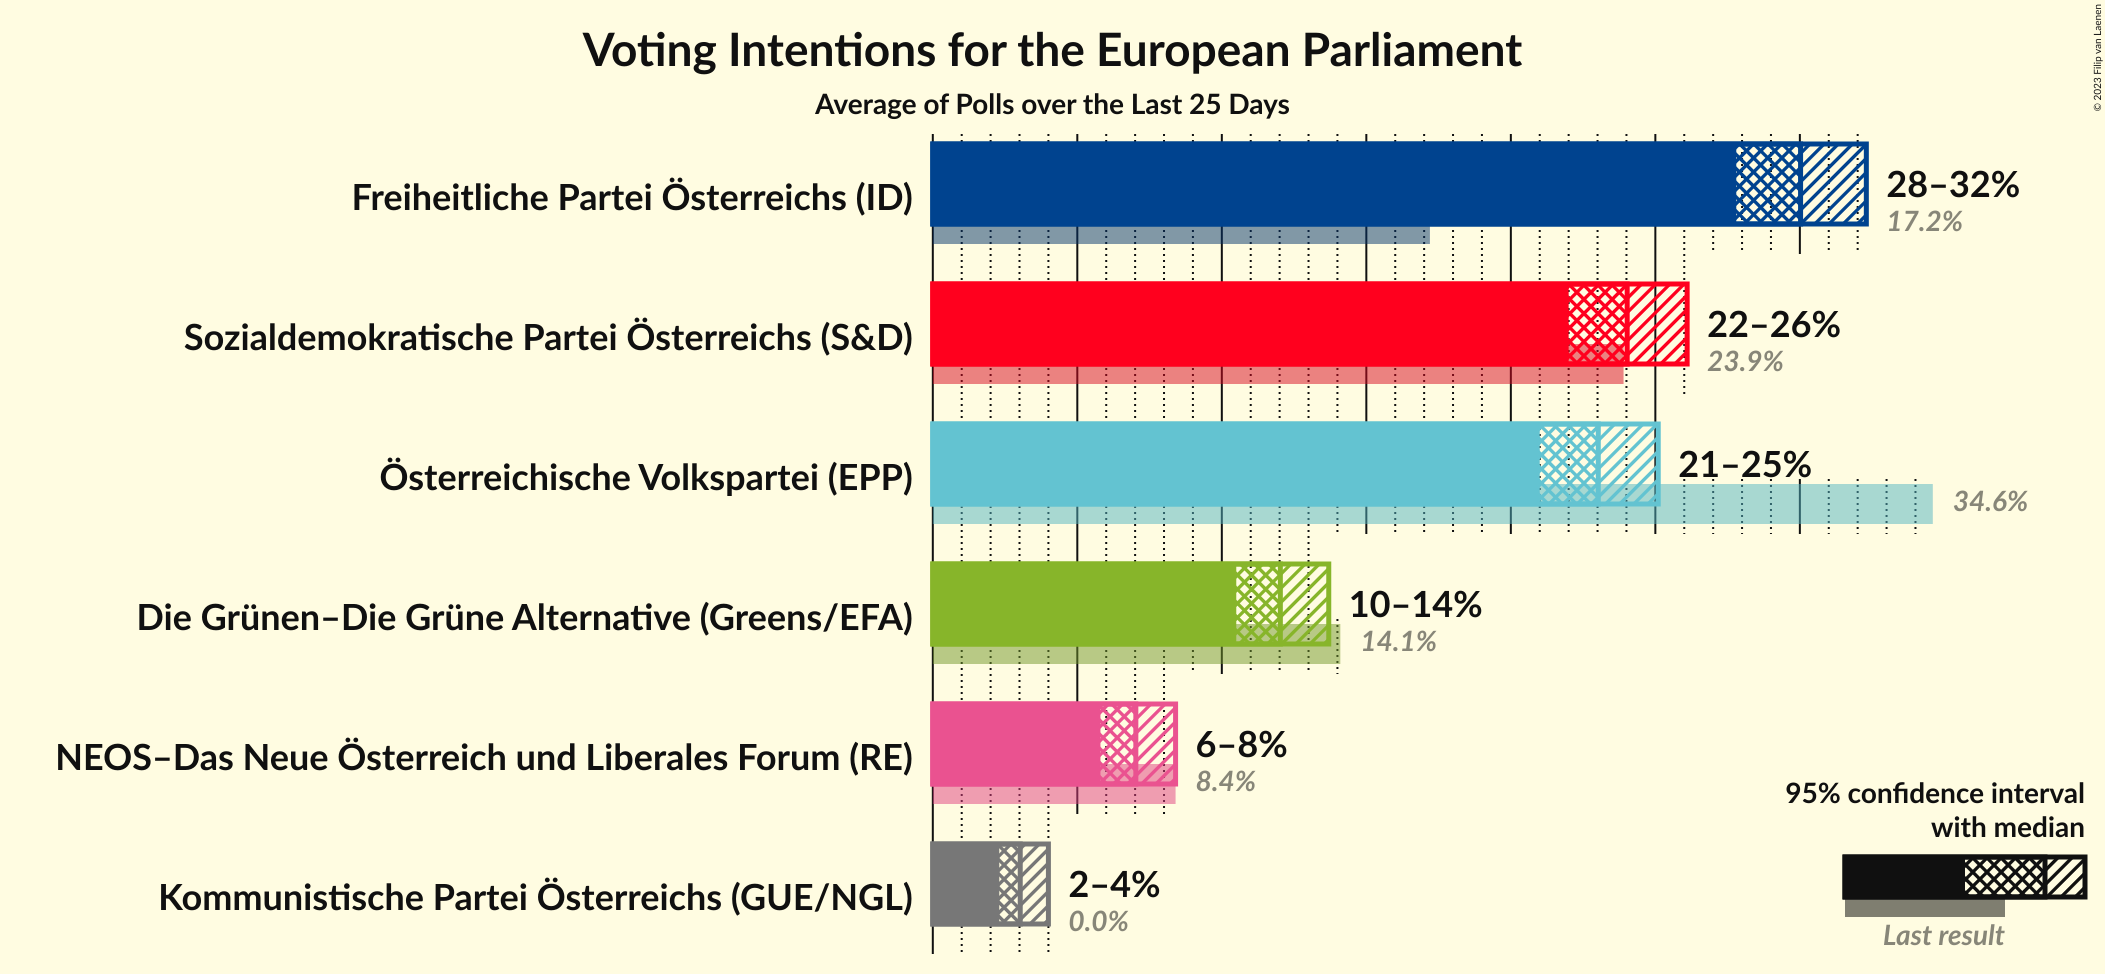 Voting Intentions for the European Parliament
Average of Polls over the Last 25 Days
© 2023 Filip van Laenen
Freiheitliche Partei Österreichs (ID)
28–32%
17.2%
Sozialdemokratische Partei Österreichs (S&D)
22–26%
23.9%
Österreichische Volkspartei (EPP)
21–25%
34.6%
Die Grünen–Die Grüne Alternative (Greens/EFA)
10–14%
14.1%
NEOS–Das Neue Österreich und Liberales Forum (RE)
6–8%
8.4%
Kommunistische Partei Österreichs (GUE/NGL)
2–4%
0.0%
95% confidence interval
with median
Last result